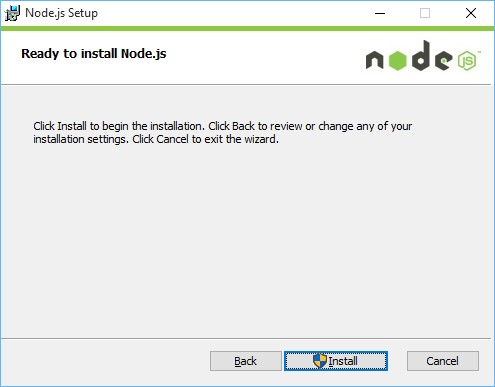 Node.js Setup
Ready to install Node.js
node JS
Click Install to begin the installation. Click Back to review or change any of your
installation settings. Click Cancel to exit the wizard.
Back
Install
Cancel